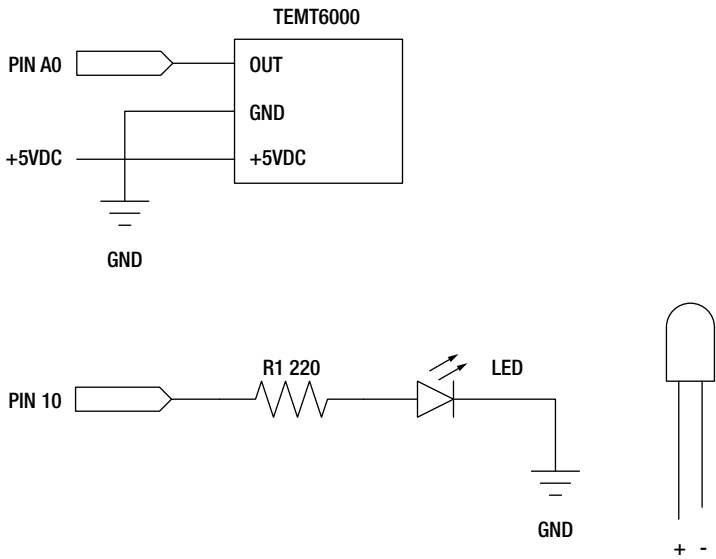 TEMT6000
PIN A0
OUT
GND
+5VDC
+5VDC
GND
R1 220
LED
PIN 10
GND
+ -